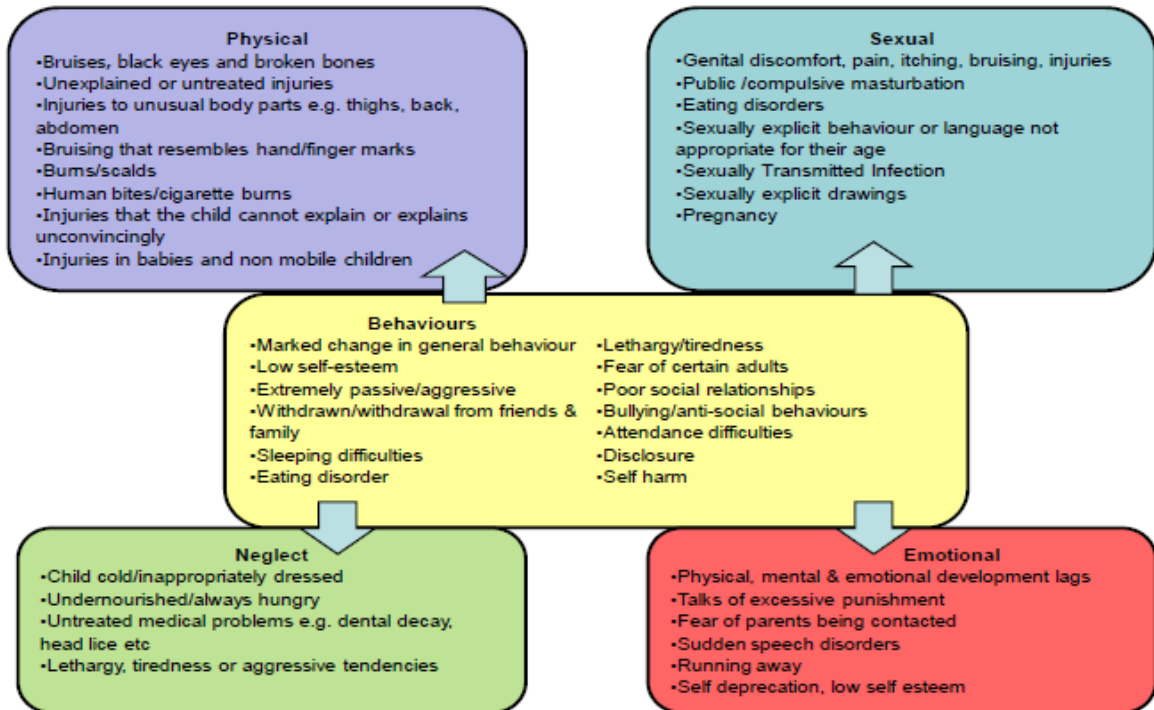 Physical
▪Bruises, black eyes and broken bones
▪Unexplained or untreated injuries
▪Injuries to unusual body parts e.g. thighs, back,
abdomen
▪Bruising that resembles hand/finger marks
▪Burns/scalds
▪Human bites/cigarette burns
▪Injuries that the child cannot explain or explains
unconvincingly
▪Injuries in babies and non mobile children
Sexual
▪Genital discomfort, pain, itching, bruising, injuries
▪Public /compulsive masturbation
▪Eating disorders
▪Sexually explicit behaviour or language not
appropriate for their age
▪Sexually Transmitted Infection
▪Sexually explicit drawings
▪Pregnancy
Behaviours
▪Marked change in general behaviour
▪Low self-esteem
▪Extremely passive/aggressive
▪Withdrawn/withdrawal from friends &
family
▪Sleeping difficulties
▪Eating disorder
▪Lethargy/tiredness
▪Fear of certain adults
▪Poor social relationships
▪Bullying/anti-social behaviours
▪Attendance difficulties
▪Disclosure
▪Self harm
Neglect
▪Child cold/inappropriately dressed
▪Undernourished/always hungry
▪Untreated medical problems e.g. dental decay,
head lice etc
▪Lethargy, tiredness or aggressive tendencies
Emotional
▪Physical, mental & emotional development lags
▪Talks of excessive punishment
▪Fear of parents being contacted
▪Sudden speech disorders
▪Running away
▪Self deprecation, low self esteem